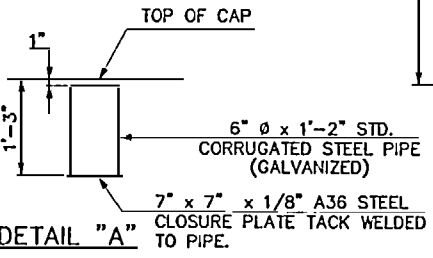 TOP OF CAP
1"
1'-3"
6" Ø x 1'-2" STD.
CORRUGATED STEEL PIPE
(GALVANIZED)
7" x 7" x 1/8" A36 STEEL
CLOSURE PLATE TACK WELDED
TO PIPE.
DETAIL "A"